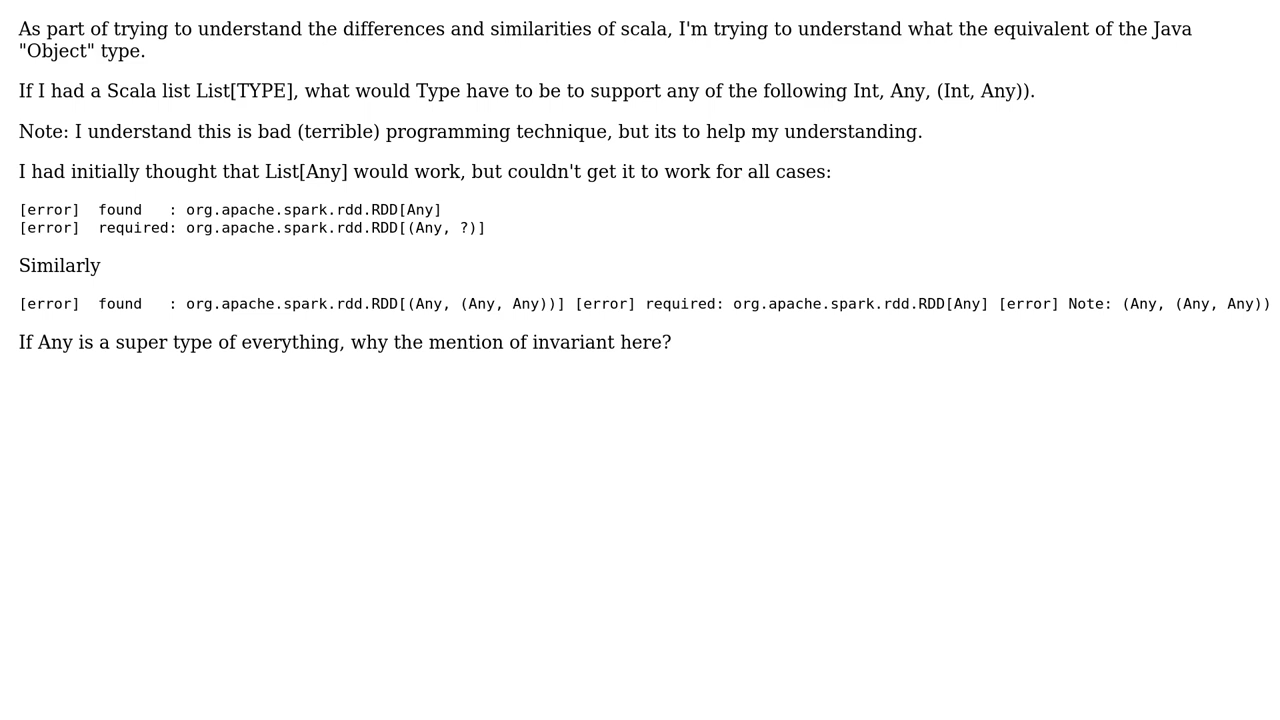 As part of trying to understand the differences and similarities of scala, I'm trying to understand what the equivalent of the Java
"Object" type.
If I had a Scala list List[TYPE], what would Type have to be to support any of the following Int, Any, (Int, Any)).
Note: I understand this is bad (terrible) programming technique, but its to help my understanding.
I had initially thought that List[Any] would work, but couldn't get it to work for all cases:
[error]  found   : org.apache.spark.rdd.RDD[Any]
[error]  required: org.apache.spark.rdd.RDD[(Any, ?)]
Similarly
[error]  found   : org.apache.spark.rdd.RDD[(Any, (Any, Any))] [error] required: org.apache.spark.rdd.RDD[Any] [error] Note: (Any, (Any, Any))
If Any is a super type of everything, why the mention of invariant here?